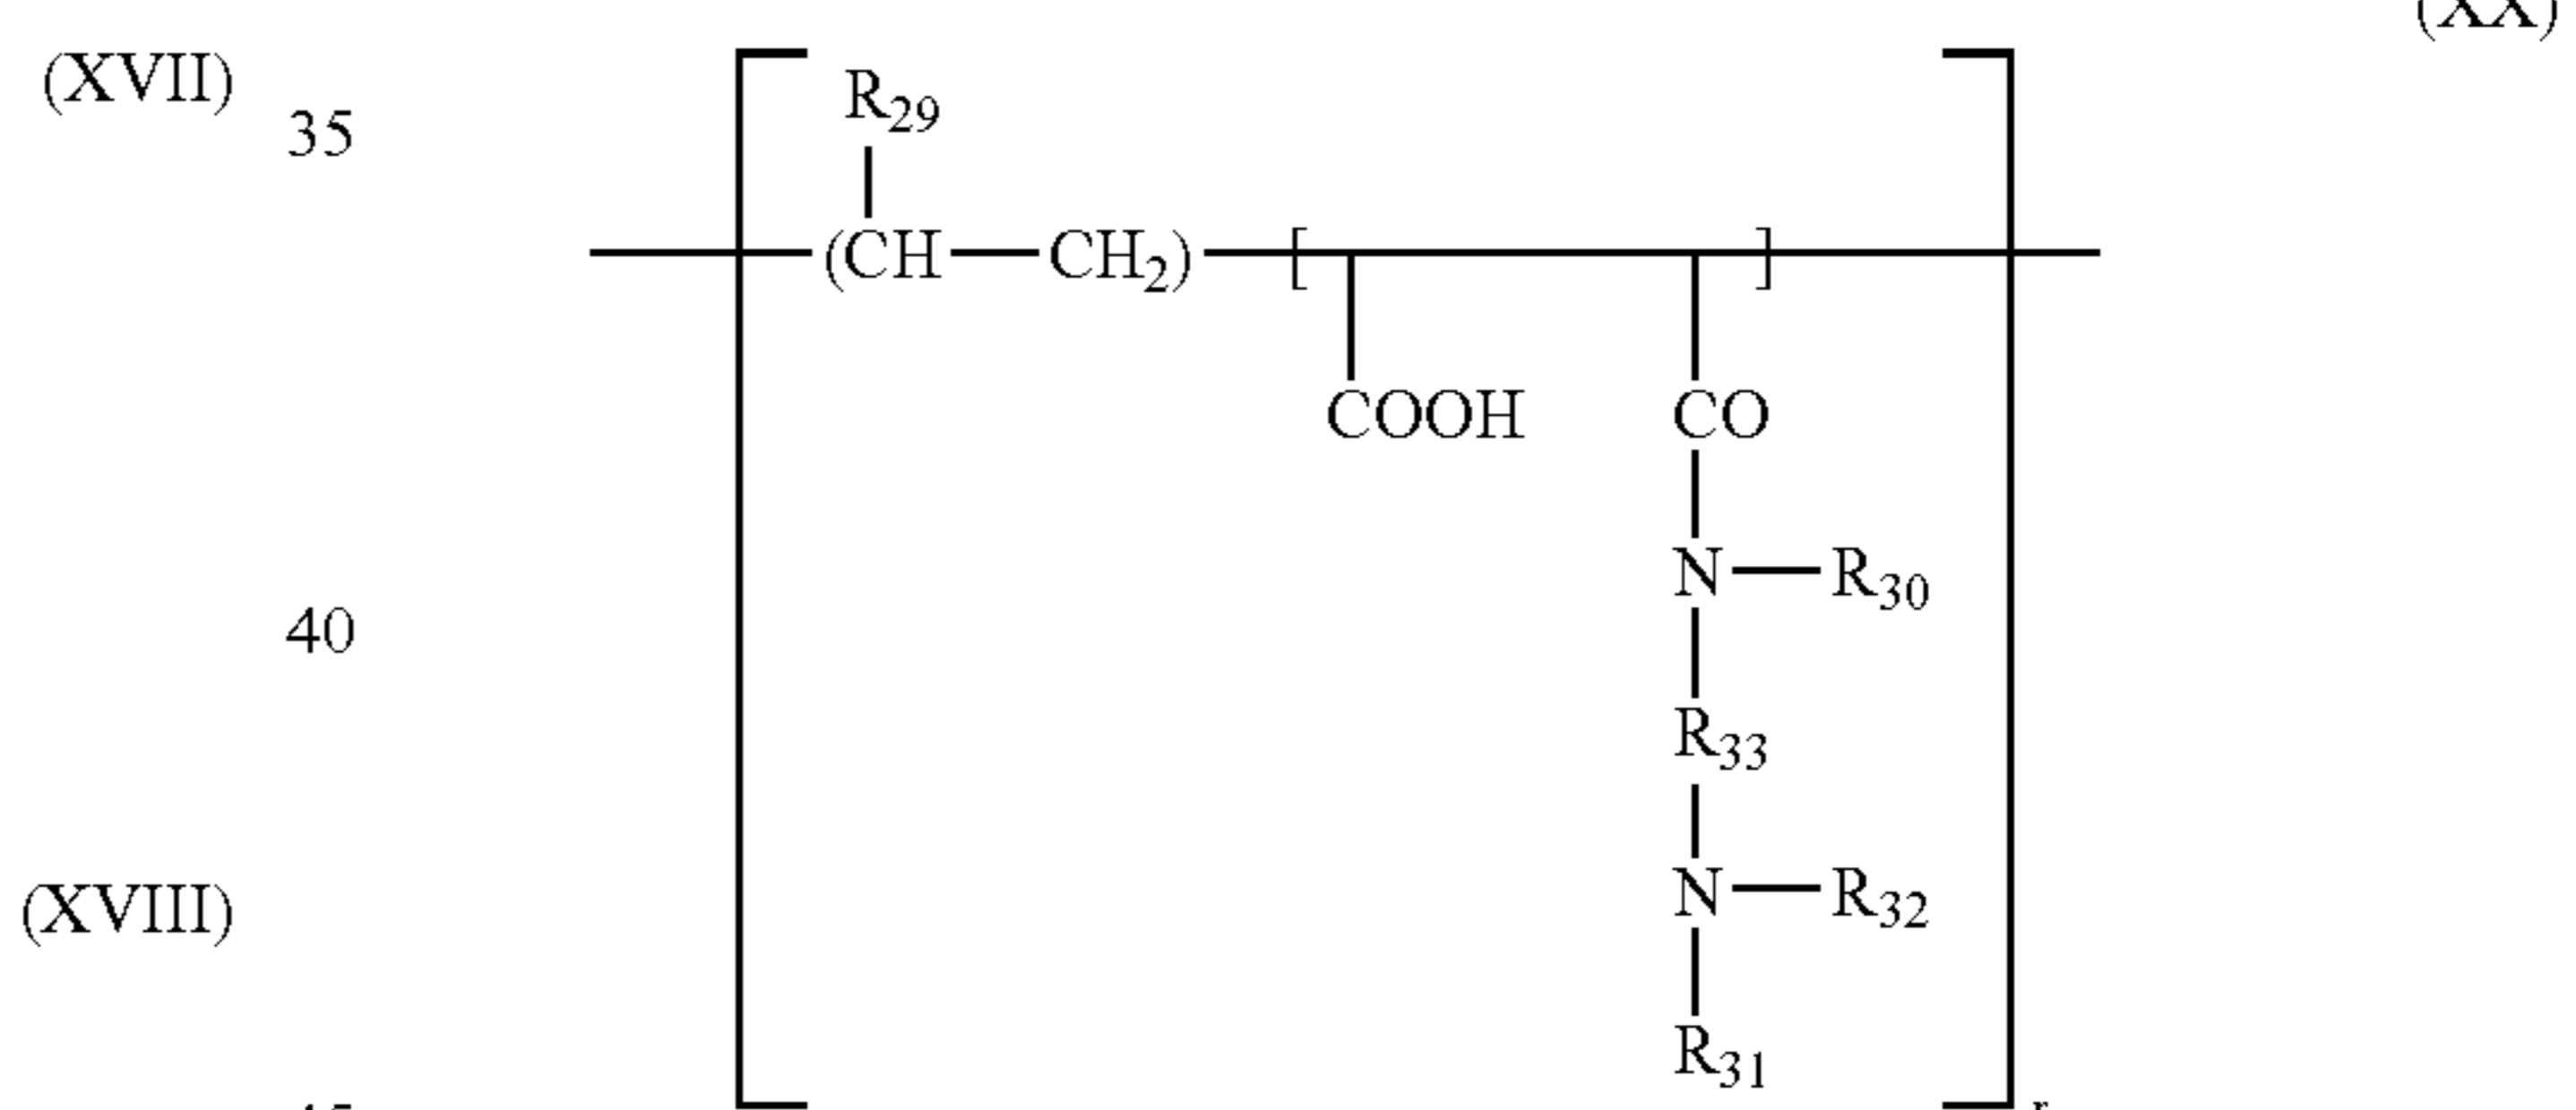 (XX)
(XVII)
35
R29
(CH—CH2)—[ ]
COOH CO
N—R30
40
R33
(XVIII)
N—R32
R31
r